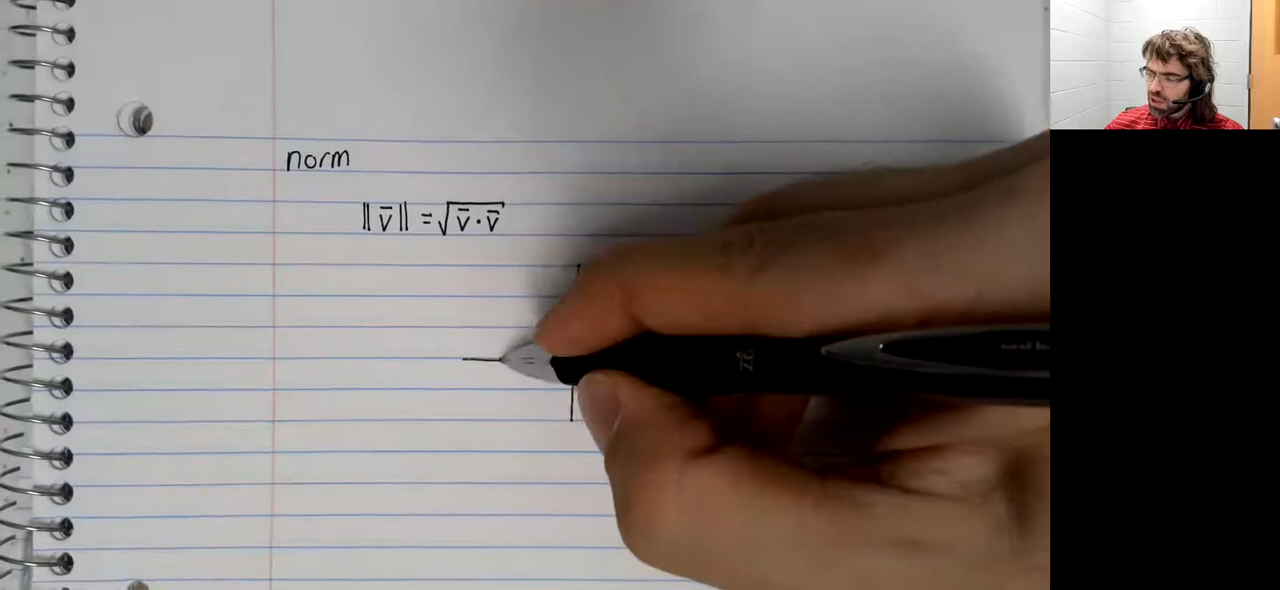 norm
‖v̄‖ = √v̄·v̄